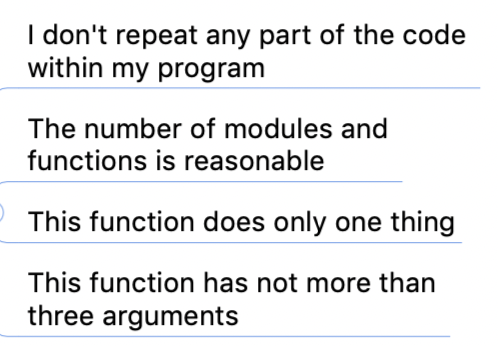 I don't repeat any part of the code
within my program
The number of modules and
functions is reasonable
This function does only one thing
This function has not more than
three arguments